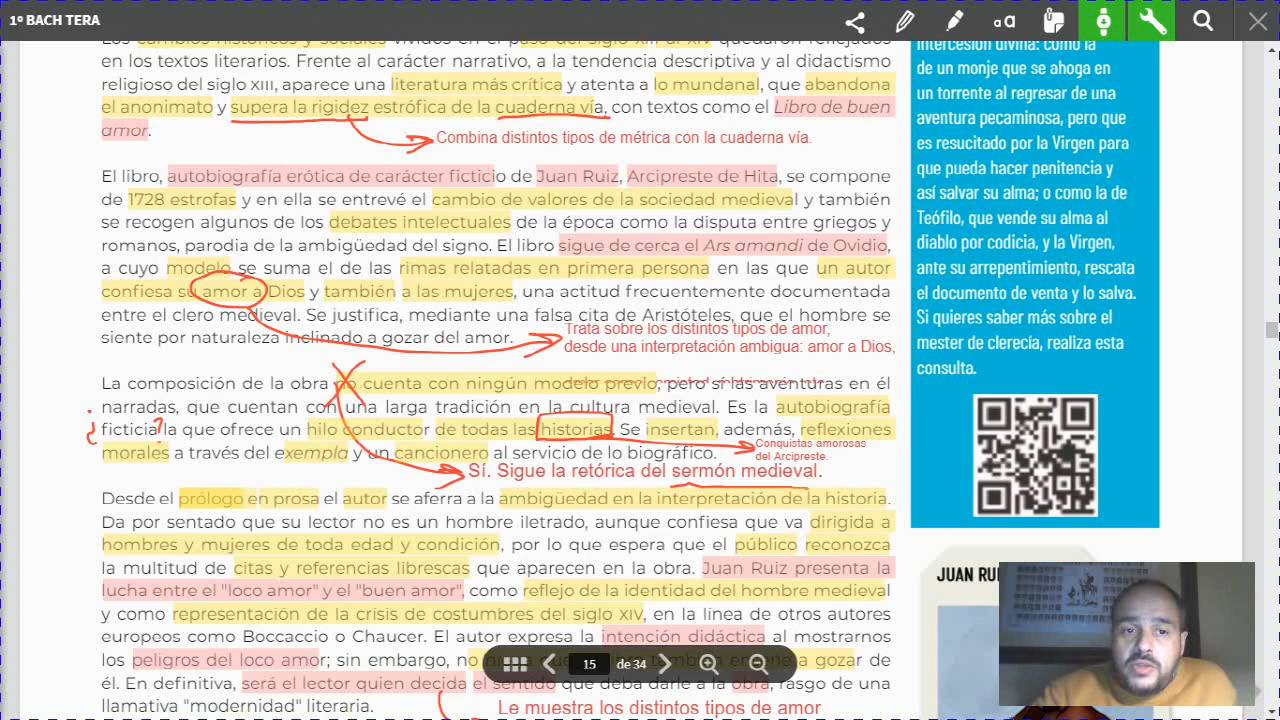 1º BACH TERA
Los cambios históricos y sociales vividos en el paso del siglo XIII al XIV quedaron reflejados
en los textos literarios. Frente al carácter narrativo, a la tendencia descriptiva y al didactismo
religioso del siglo XIII, aparece una literatura más crítica y atenta a lo mundanal, que abandona
el anonimato y supera la rigidez estrófica de la cuaderna vía, con textos como el Libro de buen
amor.
Combina distintos tipos de métrica con la cuaderna vía.
El libro, autobiografía erótica de carácter ficticio de Juan Ruiz, Arcipreste de Hita, se compone
de 1728 estrofas y en ella se entrevé el cambio de valores de la sociedad medieval y también
se recogen algunos de los debates intelectuales de la época como la disputa entre griegos y
romanos, parodia de la ambigüedad del signo. El libro sigue de cerca el Ars amandi de Ovidio,
a cuyo modelo se suma el de las rimas relatadas en primera persona en las que un autor
confiesa su amor a Dios y también a las mujeres, una actitud frecuentemente documentada
entre el clero medieval. Se justifica, mediante una falsa cita de Aristóteles, que el hombre se
siente por naturaleza inclinado a gozar del amor.
Trata sobre los distintos tipos de amor,
desde una interpretación ambigua: amor a Dios,
La composición de la obra no cuenta con ningún modelo previo, pero sí las aventuras en él
narradas, que cuentan con una larga tradición en la cultura medieval. Es la autobiografía
¿ficticia? la que ofrece un hilo conductor de todas las historias. Se insertan, además, reflexiones
morales a través del exempla y un cancionero al servicio de lo biográfico.
Conquistas amorosas
del Arcipreste.
Sí. Sigue la retórica del sermón medieval.
Desde el prólogo en prosa el autor se aferra a la ambigüedad en la interpretación de la historia.
Da por sentado que su lector no es un hombre iletrado, aunque confiesa que va dirigida a
hombres y mujeres de toda edad y condición, por lo que espera que el público reconozca
la multitud de citas y referencias librescas que aparecen en la obra. Juan Ruiz presenta la
lucha entre el "loco amor" y el "buen amor", como reflejo de la identidad del hombre medieval
y como representación de la crisis de costumbres del siglo XIV, en la línea de otros autores
europeos como Boccaccio o Chaucer. El autor expresa la intención didáctica al mostrarnos
los peligros del loco amor; sin embargo, no a gozar de
él. En definitiva, será el lector quien decida el sentido que deba darle a la obra, rasgo de una
llamativa "modernidad" literaria.
Le muestra los distintos tipos de amor
15 de 34
intercesión divina: como la
de un monje que se ahoga en
un torrente al regresar de una
aventura pecaminosa, pero que
es resucitado por la Virgen para
que pueda hacer penitencia y
así salvar su alma; o como la de
Teófilo, que vende su alma al
diablo por codicia, y la Virgen,
ante su arrepentimiento, rescata
el documento de venta y lo salva.
Si quieres saber más sobre el
mester de clerecía, realiza esta
consulta.
JUAN RUI